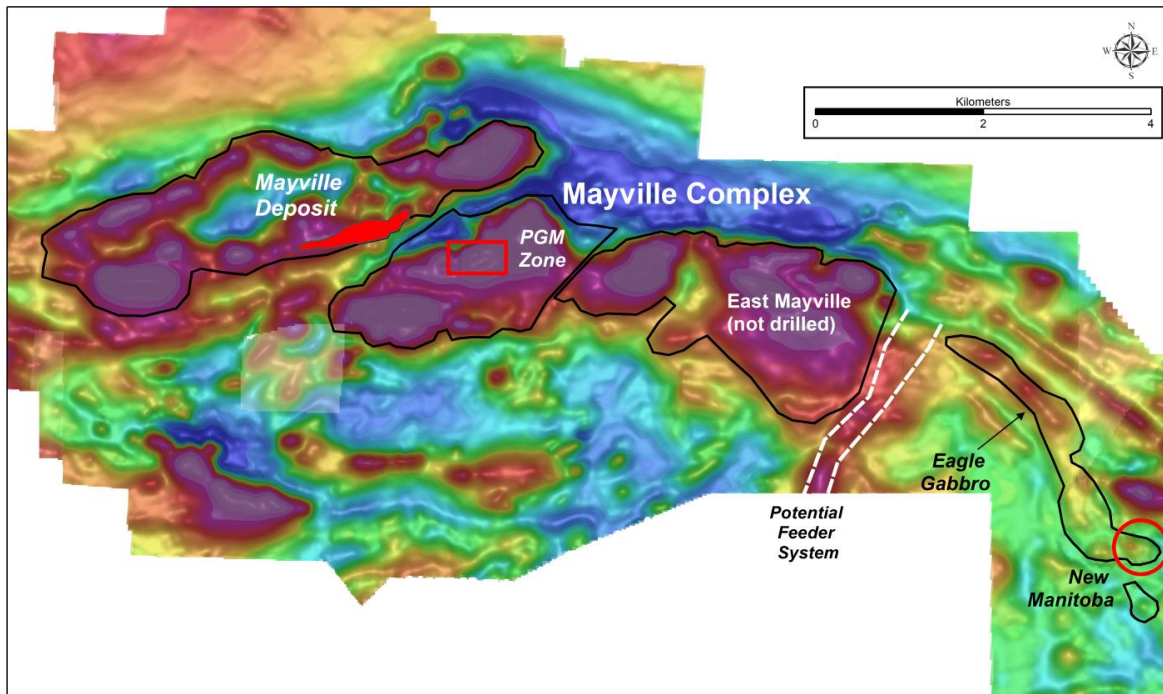 N
W E
S
Kilometers
0 2 4
Mayville
Deposit
Mayville Complex
PGM
Zone
East Mayville
(not drilled)
Eagle
Gabbro
Potential
Feeder
System
New
Manitoba